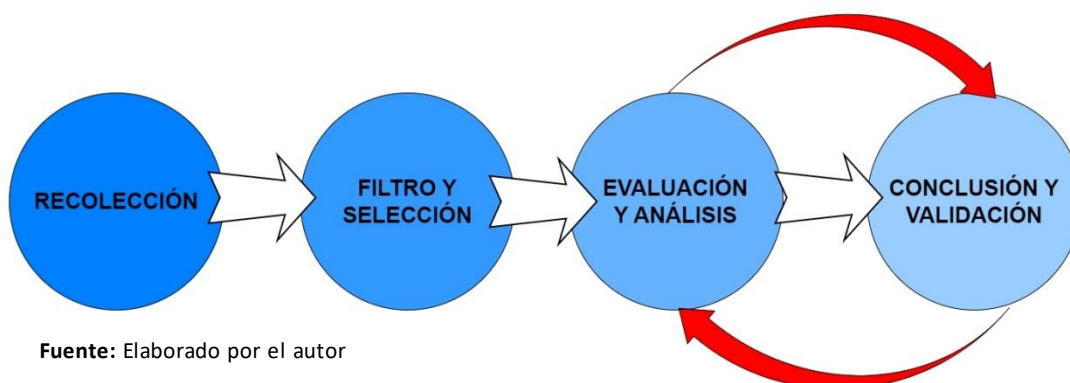 RECOLECCIÓN
FILTRO Y
SELECCIÓN
EVALUACIÓN
Y ANÁLISIS
CONCLUSIÓN Y
VALIDACIÓN
Fuente: Elaborado por el autor